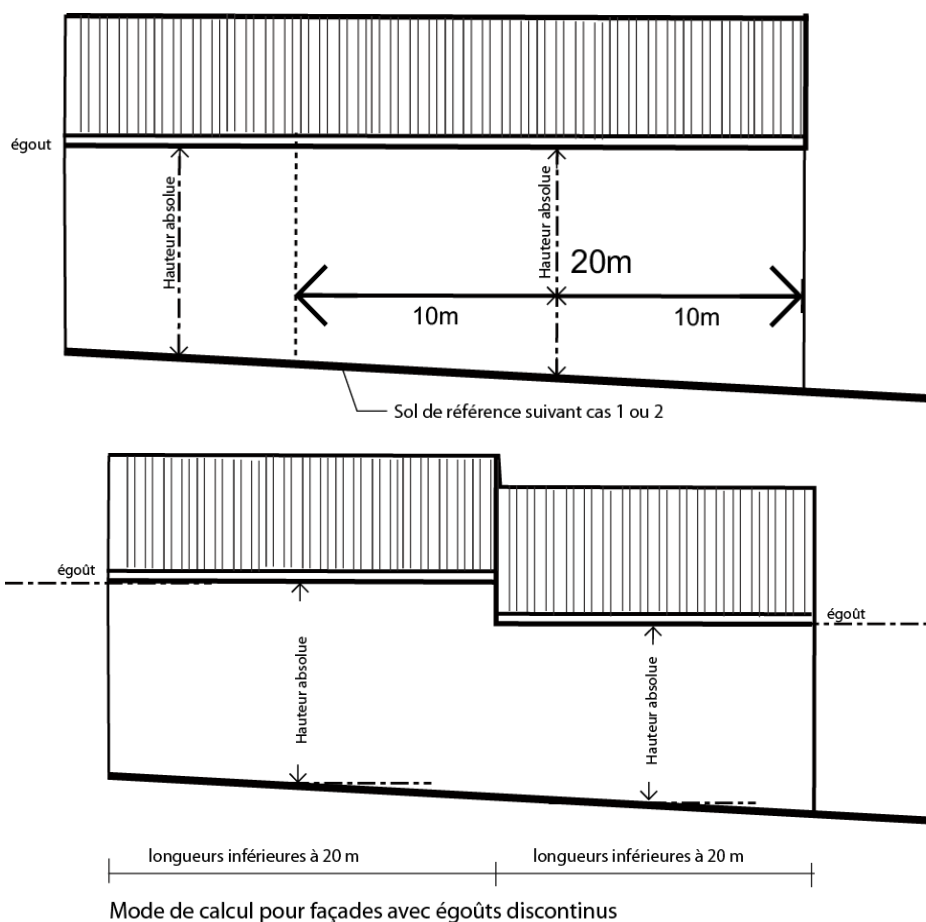 égout
Hauteur absolue
Hauteur absolue
20m
10m
10m
Sol de référence suivant cas 1 ou 2
égoût
égoût
Hauteur absolue
Hauteur absolue
longueurs inférieures à 20 m
longueurs inférieures à 20 m
Mode de calcul pour façades avec égoûts discontinus